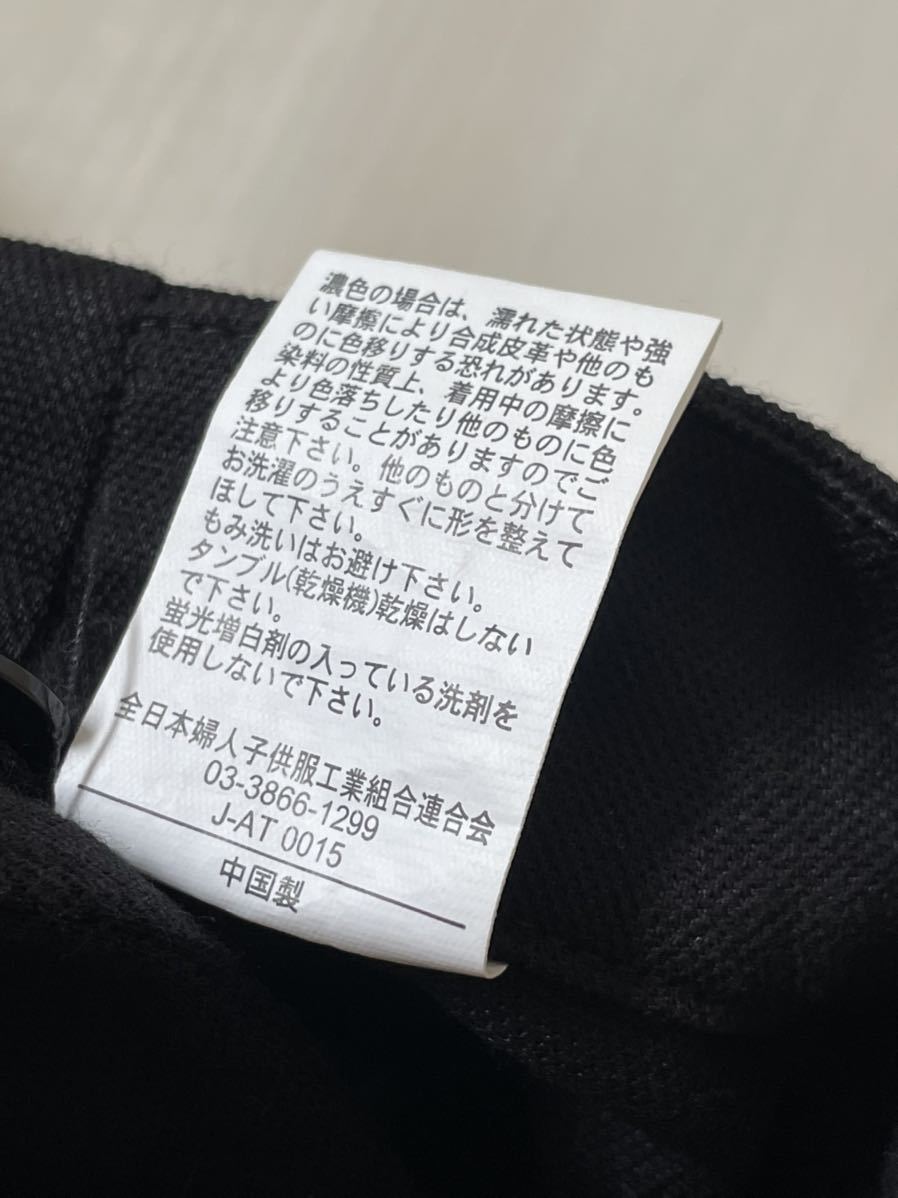 濃色の場合は、濡れた状態や強
い摩擦により合成皮革や他のも
のに色移りする恐れがあります。
染料の性質上、着用中の摩擦に
より色落ちしたり他のものに色
移りすることがありますのでご
注意下さい。他のものと分けて
お洗濯のうえすぐに形を整えて
ほして下さい。
もみ洗いはお避け下さい。
タンブル(乾燥機)乾燥はしない
で下さい。
蛍光増白剤の入っている洗剤を
使用しないで下さい。
全日本婦人子供服工業組合連合会
03-3866-1299
J-AT 0015
中国製